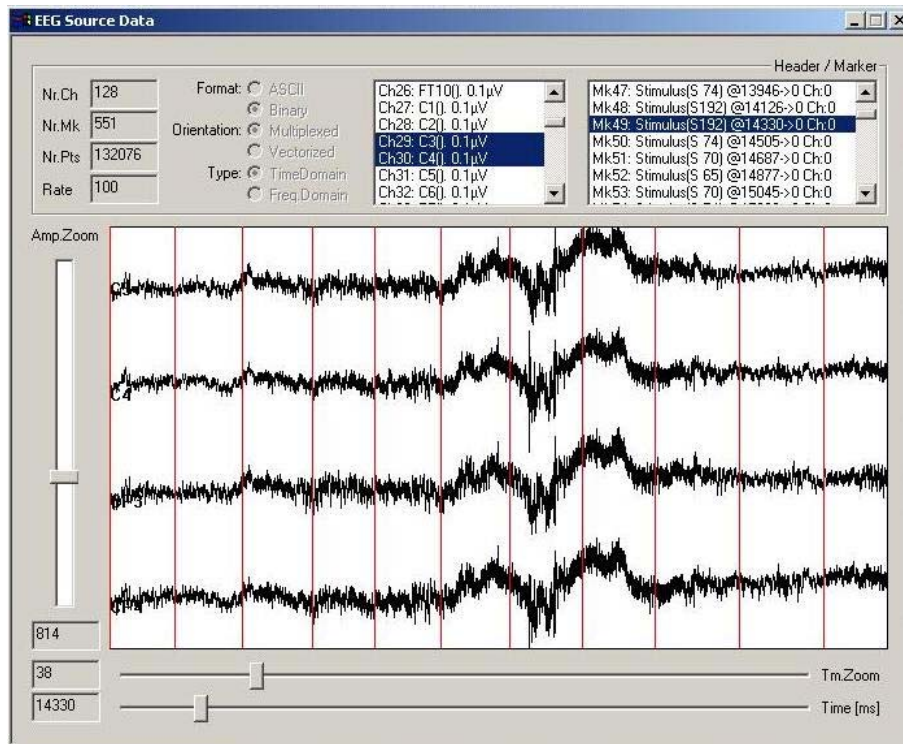 EEG Source Data
Header / Marker
Nr.Ch 128
Nr.Mk 551
Nr.Pts 132076
Rate 100
Format: ASCII
Binary
Orientation: Multiplexed
Vectorized
Type: TimeDomain
Freq.Domain
Ch26: FT10(). 0.1µV
Ch27: C1(). 0.1µV
Ch28: C2(). 0.1µV
Ch29: C3(). 0.1µV
Ch30: C4(). 0.1µV
Ch31: C5(). 0.1µV
Ch32: C6(). 0.1µV
Mk47: Stimulus(S 74) @13946->0 Ch:0
Mk48: Stimulus(S192) @14126->0 Ch:0
Mk49: Stimulus(S192) @14330->0 Ch:0
Mk50: Stimulus(S 74) @14505->0 Ch:0
Mk51: Stimulus(S 70) @14687->0 Ch:0
Mk52: Stimulus(S 65) @14877->0 Ch:0
Mk53: Stimulus(S 70) @15045->0 Ch:0
Amp.Zoom
C3
C4
814
38
Tm.Zoom
14330
Time [ms]